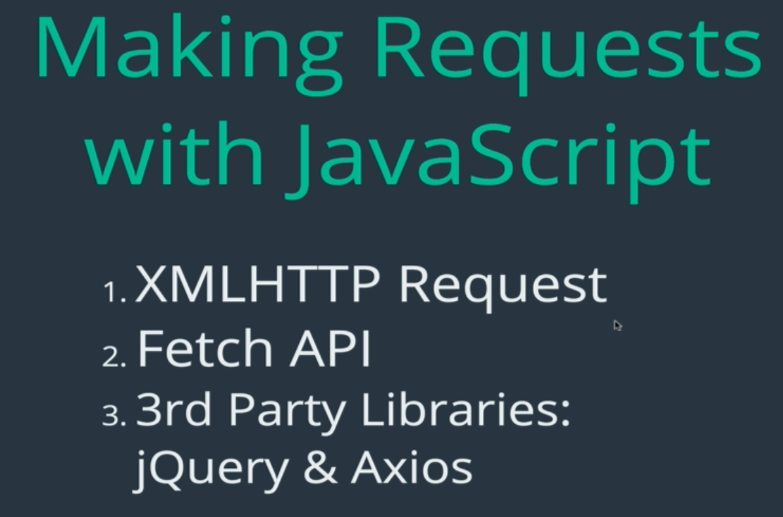 Making Requests
with JavaScript
1. XMLHTTP Request
2. Fetch API
3. 3rd Party Libraries:
jQuery & Axios